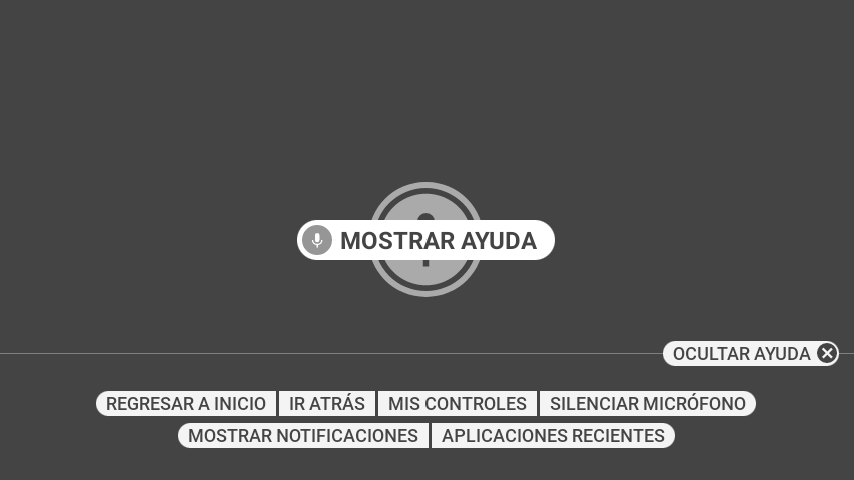 MOSTRAR AYUDA
OCULTAR AYUDA
REGRESAR A INICIO IR ATRÁS MIS CONTROLES SILENCIAR MICRÓFONO
MOSTRAR NOTIFICACIONES APLICACIONES RECIENTES